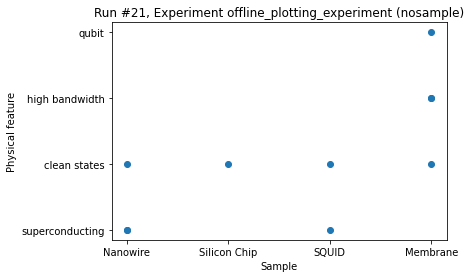 Run #21, Experiment offline_plotting_experiment (nosample)
qubit
high bandwidth
clean states
superconducting
Physical feature
Nanowire
Silicon Chip
SQUID
Membrane
Sample